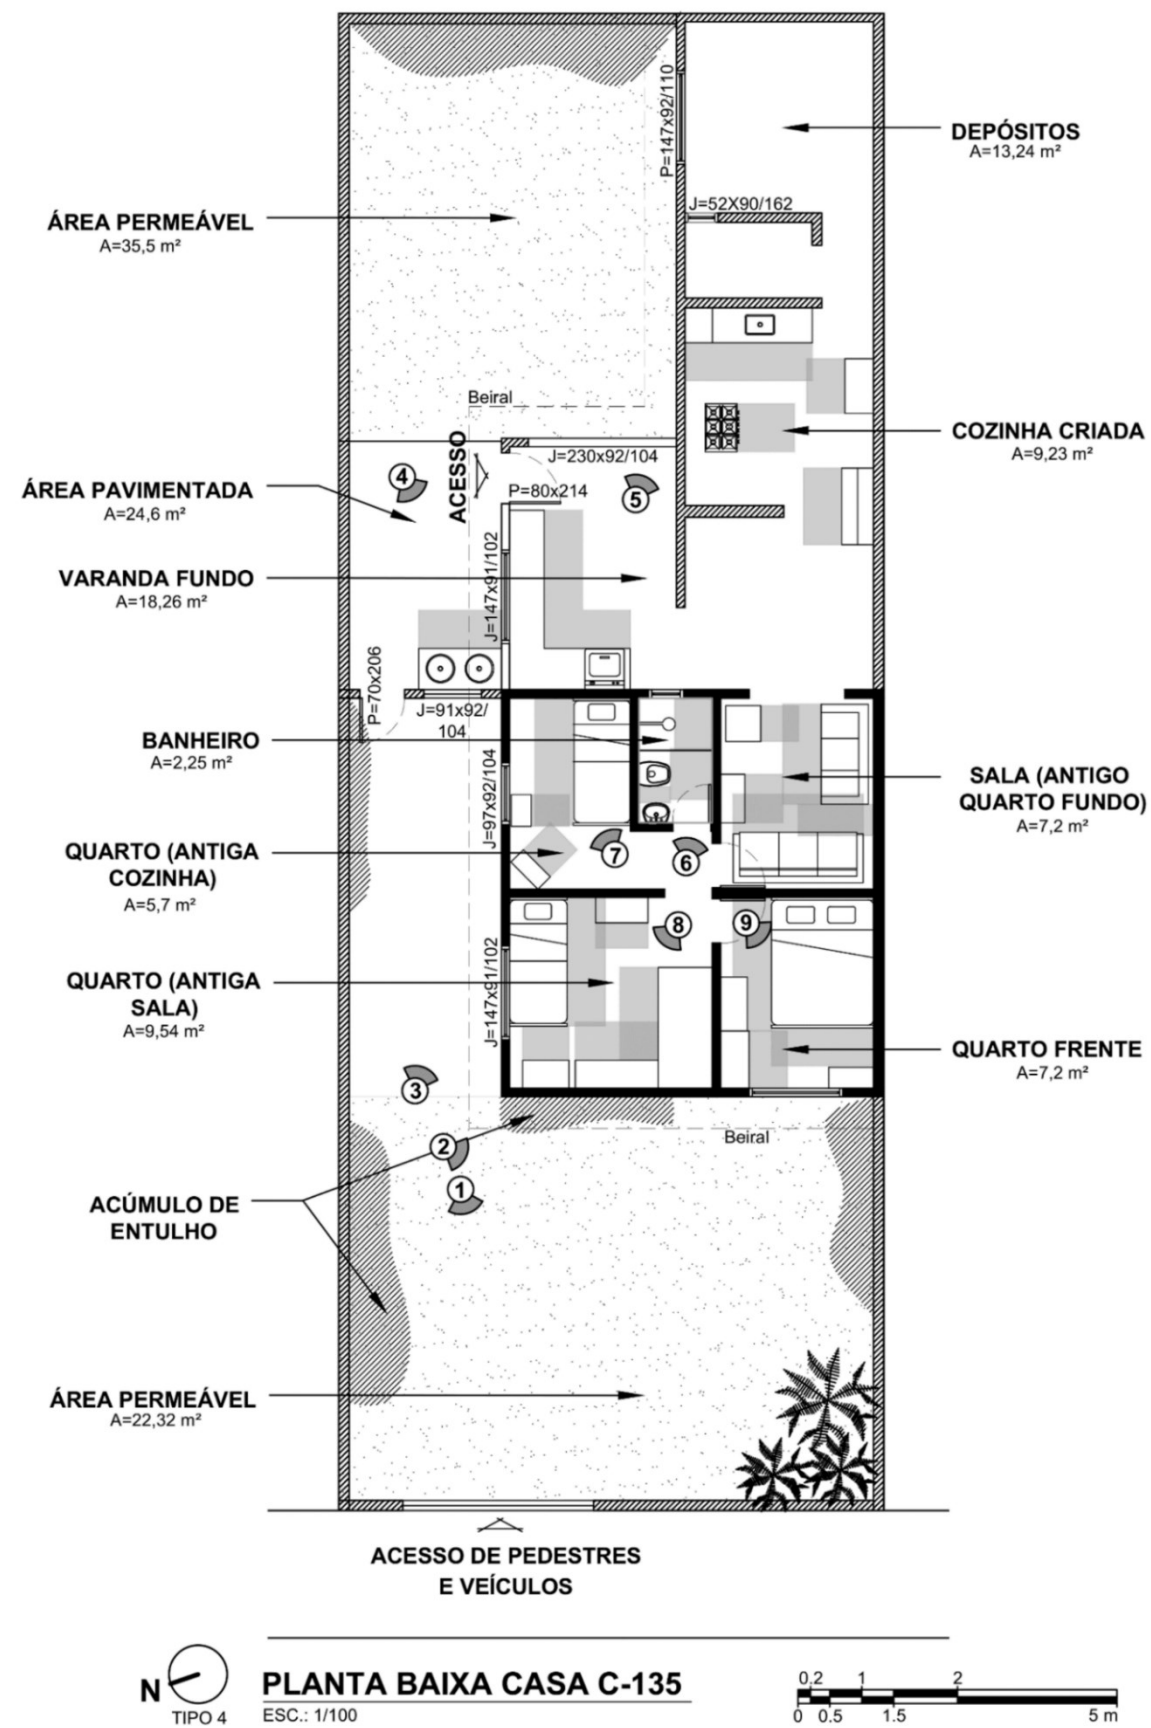 P=147x92/110
DEPÓSITOS
A=13,24 m²
J=52X90/162
ÁREA PERMEÁVEL
A=35,5 m²
Beiral
COZINHA CRIADA
A=9,23 m²
ACESSO
J=230x92/104
4
P=80x214
5
ÁREA PAVIMENTADA
A=24,6 m²
J=147x91/102
VARANDA FUNDO
A=18,26 m²
P=70x206
J=91x92/
104
BANHEIRO
A=2,25 m²
J=97x92/104
SALA (ANTIGO
QUARTO FUNDO)
A=7,2 m²
QUARTO (ANTIGA
COZINHA)
A=5,7 m²
7
6
8
9
J=147x91/102
QUARTO (ANTIGA
SALA)
A=9,54 m²
QUARTO FRENTE
A=7,2 m²
3
2
Beiral
1
ACÚMULO DE
ENTULHO
ÁREA PERMEÁVEL
A=22,32 m²
ACESSO DE PEDESTRES
E VEÍCULOS
N
TIPO 4
PLANTA BAIXA CASA C-135
ESC.: 1/100
0.2 1 2
0 0.5 1.5 5 m